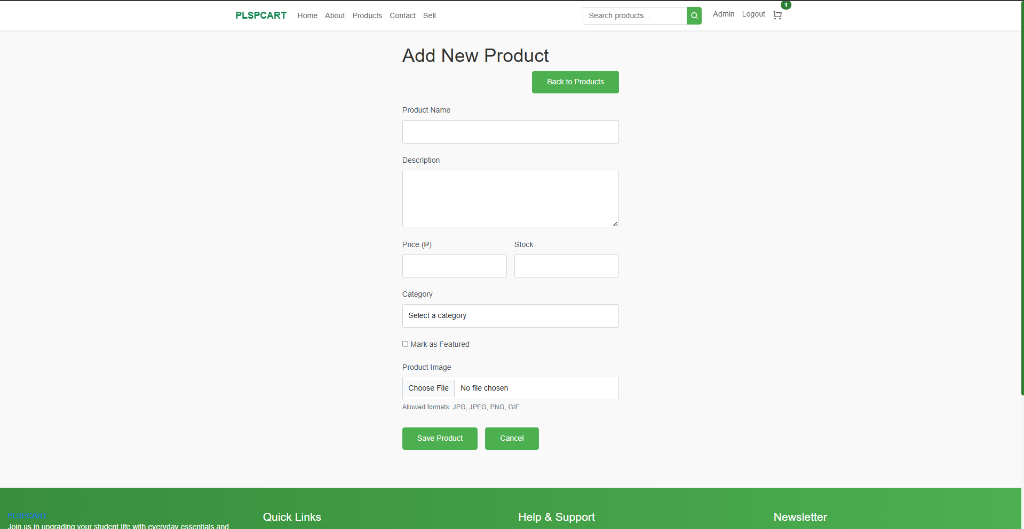 PLSPCART Home About Products Contact Sell Search products... Admin Logout 1
Add New Product
Back to Products
Product Name
Description
Price (₱) Stock
Category
Select a category
Mark as Featured
Product Image
Choose File No file chosen
Allowed formats: JPG, JPEG, PNG, GIF
Save Product Cancel
Quick Links Help & Support Newsletter
Join us in upgrading your student life with everyday essentials and